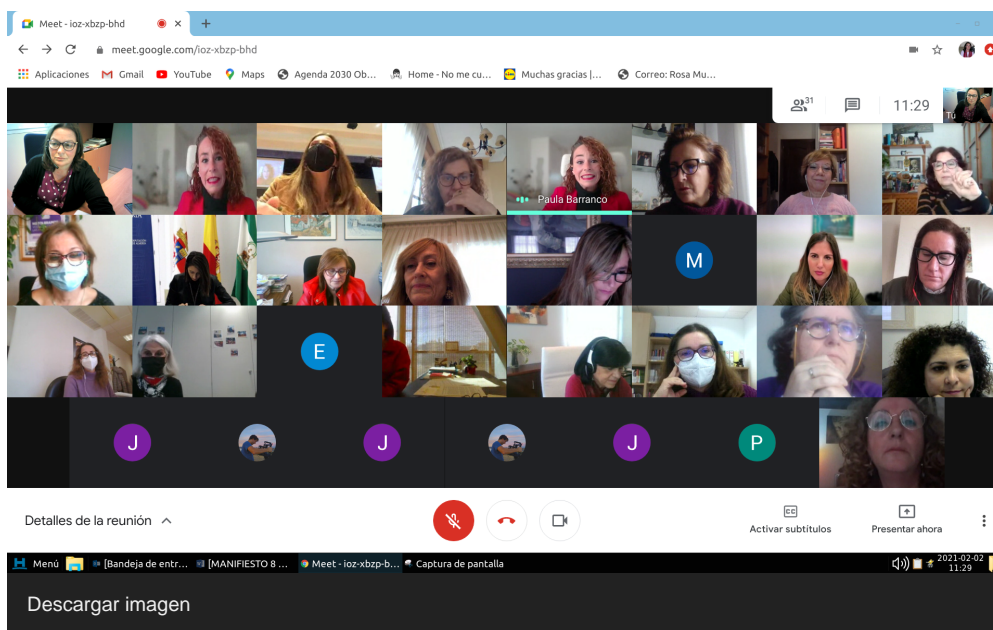 Meet - ioz-xbzp-bhd
meet.google.com/ioz-xbzp-bhd
Aplicaciones Gmail YouTube Maps Agenda 2030 Ob... Home - No me cu... Muchas gracias |... Correo: Rosa Mu...
31 11:29
Tú
Paula Barranco
M
E
J J J P
Detalles de la reunión
CC
Activar subtítulos Presentar ahora
Menú [Bandeja de entr... [MANIFIESTO 8 ... Meet - ioz-xbzp-b... Captura de pantalla 2021-02-02
11:29
Descargar imagen